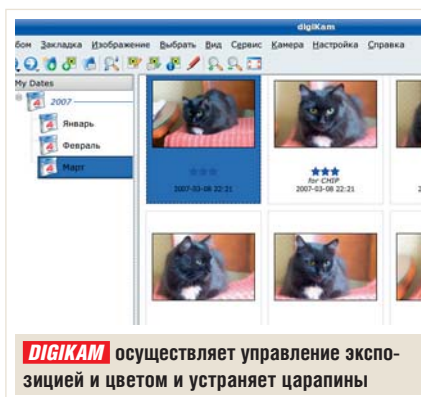 digiKam
бом Закладка Изображение Выбрать Вид Сервис Камера Настройка Справка
My Dates
2007
Январь
Февраль
Март
2007-03-08 22:21
for CHIP
2007-03-08 22:21
2
DIGIKAM осуществляет управление экспо-
зицией и цветом и устраняет царапины